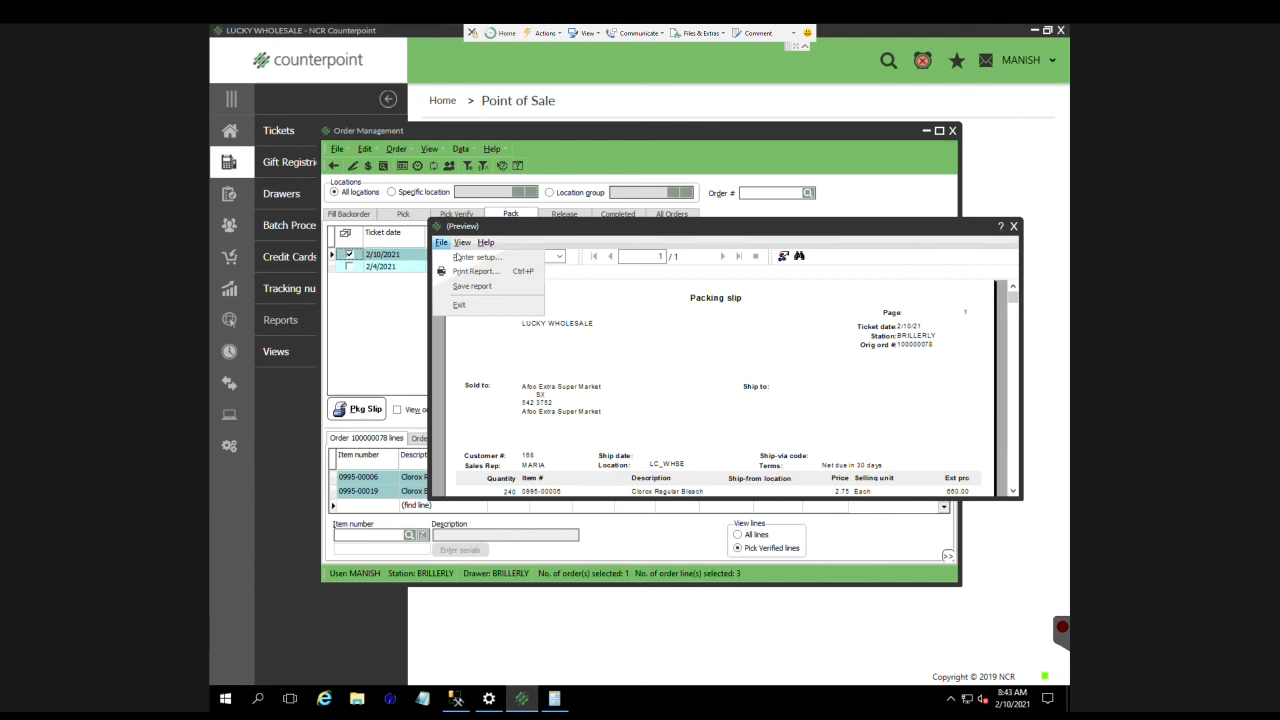 LUCKY WHOLESALE - NCR Counterpoint
Home Actions View Communicate Files & Extras Comment
counterpoint
MANISH
Home > Point of Sale
Tickets
Gift Registri
Drawers
Batch Proce
Credit Cards
Tracking nu
Reports
Views
Order Management
File Edit Order View Data Help
Locations
All locations Specific location Location group Order #
Fill Backorder Pick Pick Verify Pack Release Completed All Orders
Ticket date
2/10/2021
2/4/2021
Pkg Slip View or
(Preview)
File View Help
setup...
Print Report... Ctrl+P
Save report
Exit
1 / 1
Packing slip
LUCKY WHOLESALE
Page: 1
Ticket date: 2/10/21
Station: BRILLERLY
Orig ord #: 100000078
Sold to: Afoo Extra Super Market
SX
542 3752
Afoo Extra Super Market
Ship to:
Customer #: 168 Ship date: Ship-via code:
Sales Rep: MARIA Location: LC_WHSE Terms: Net due in 30 days
Quantity Item # Description Ship-from location Price Selling unit Ext prc
240 0995-00006 Clorox Regular Bleach 2.75 Each 660.00
Order 100000078 lines Orde
Item number Descripti
0995-00006 Clorox R
0995-00019 Clorox
(find line)
Item number Description
Enter serials
View lines
All lines
Pick Verified lines
>>
User: MANISH Station: BRILLERLY Drawer: BRILLERLY No. of order(s) selected: 1 No. of order line(s) selected: 3
Copyright © 2019 NCR
8:43 AM
2/10/2021